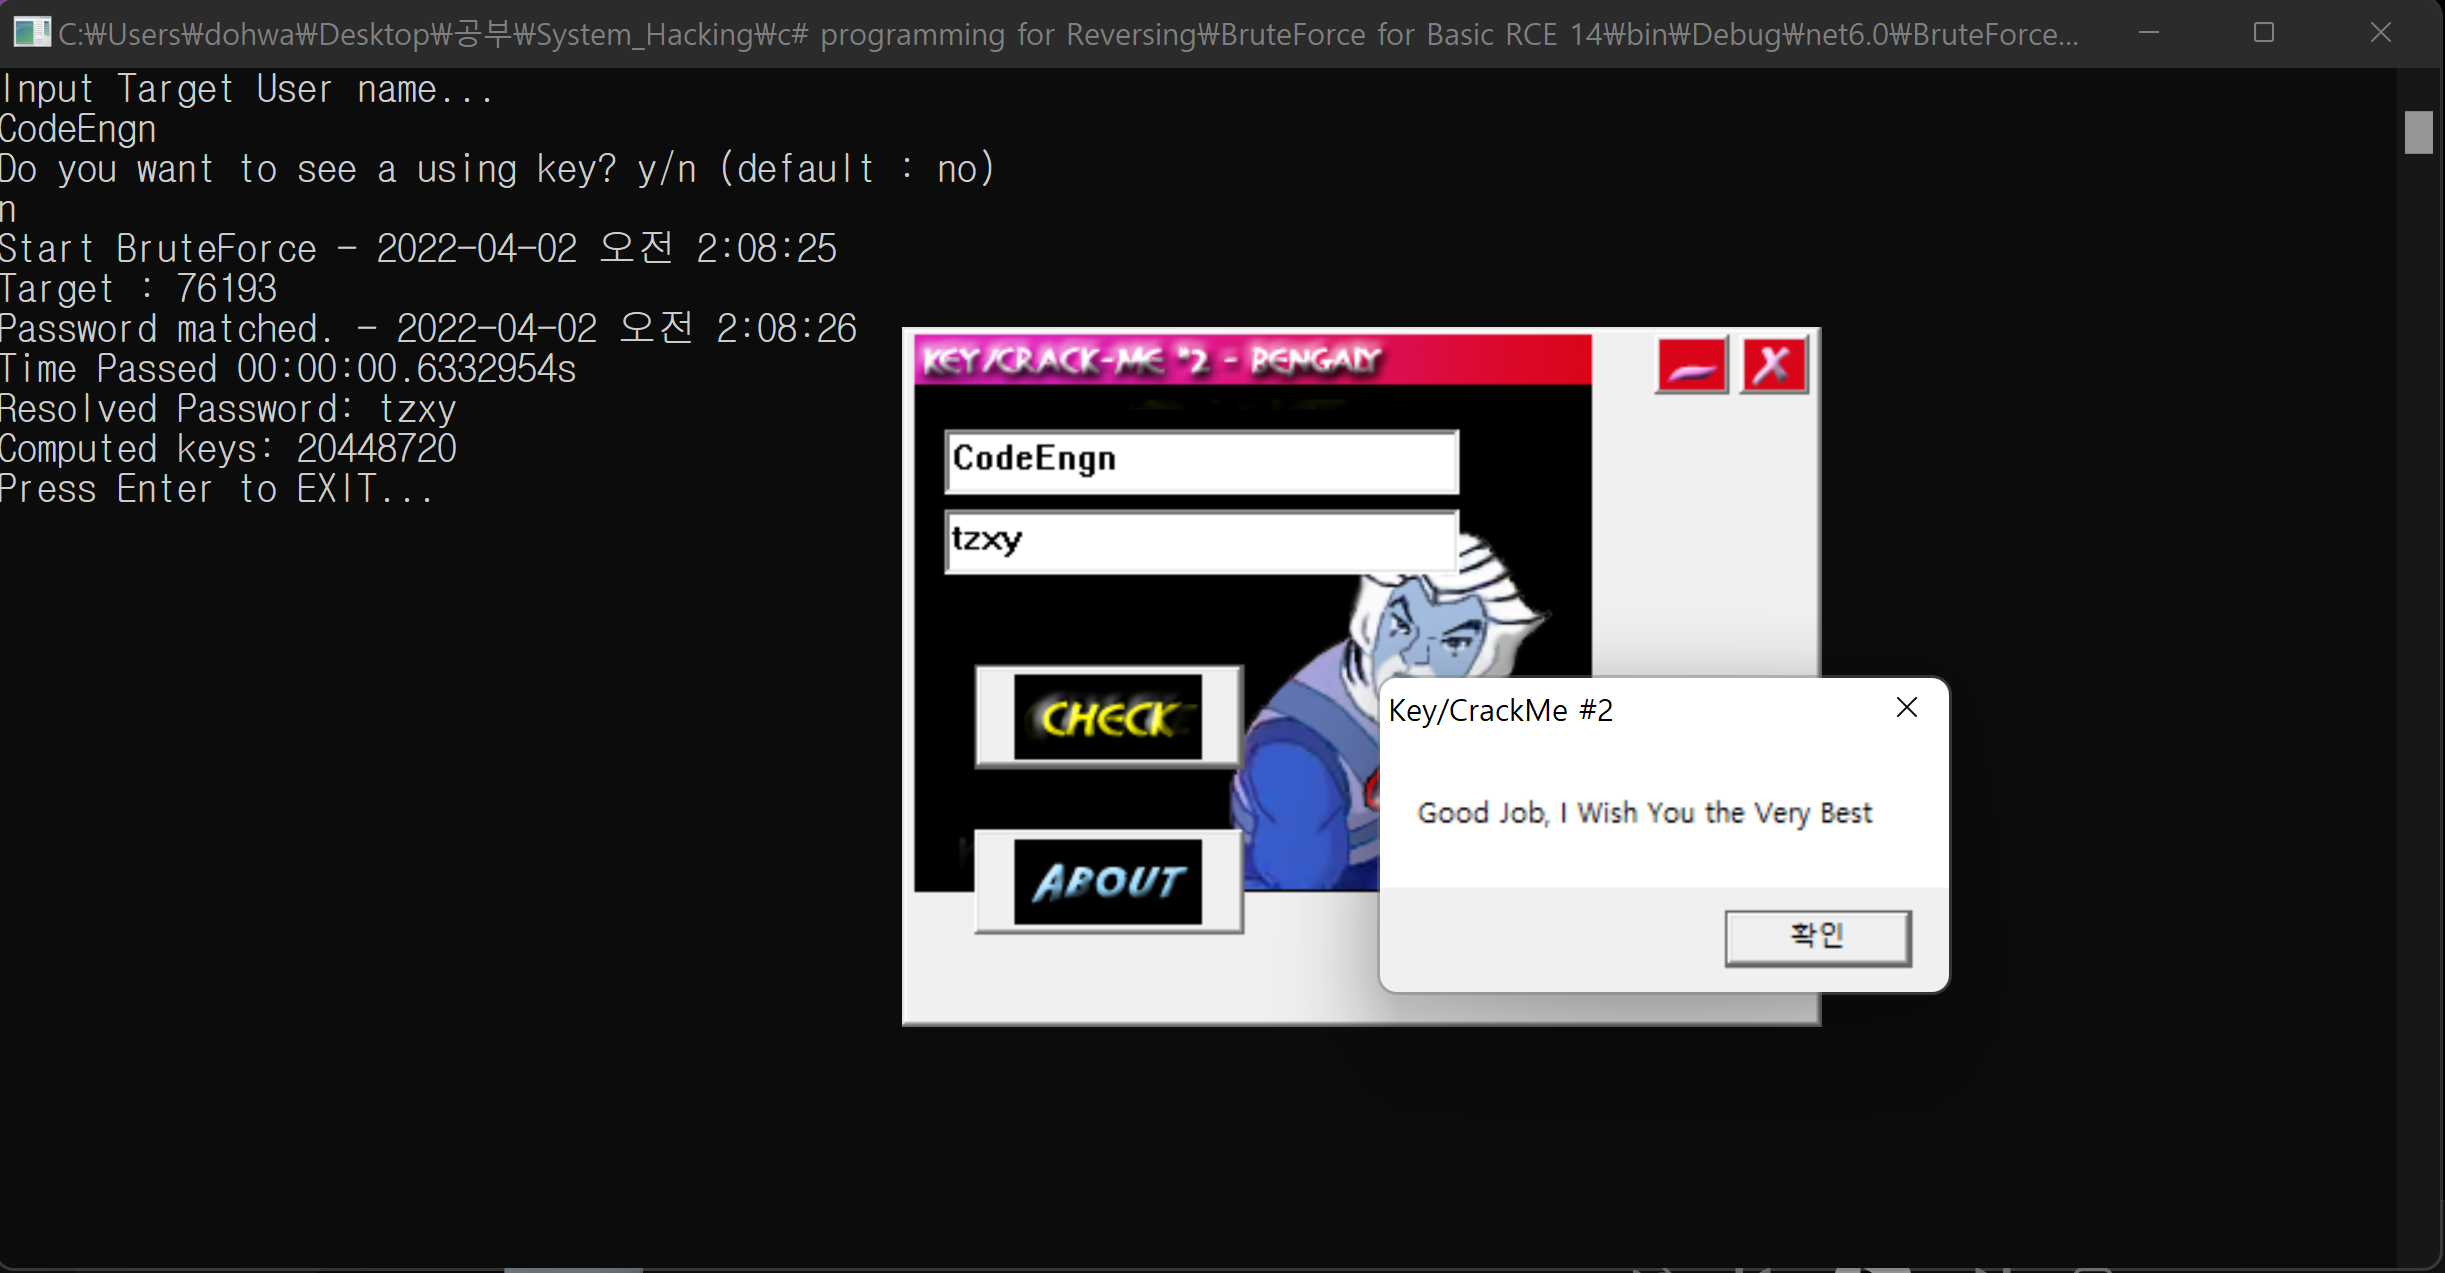 C:₩Users₩dohwa₩Desktop₩공부₩System_Hacking₩c# programming for Reversing₩BruteForce for Basic RCE 14₩bin₩Debug₩net6.0₩BruteForce...
Input Target User name...
CodeEngn
Do you want to see a using key? y/n (default : no)
n
Start BruteForce - 2022-04-02 오전 2:08:25
Target : 76193
Password matched. - 2022-04-02 오전 2:08:26
Time Passed 00:00:00.6332954s
Resolved Password: tzxy
Computed keys: 20448720
Press Enter to EXIT...
KEY/CRACK-ME #2 - BENGALY
CodeEngn
tzxy
CHECK
ABOUT
Key/CrackMe #2
Good Job, I Wish You the Very Best
확인